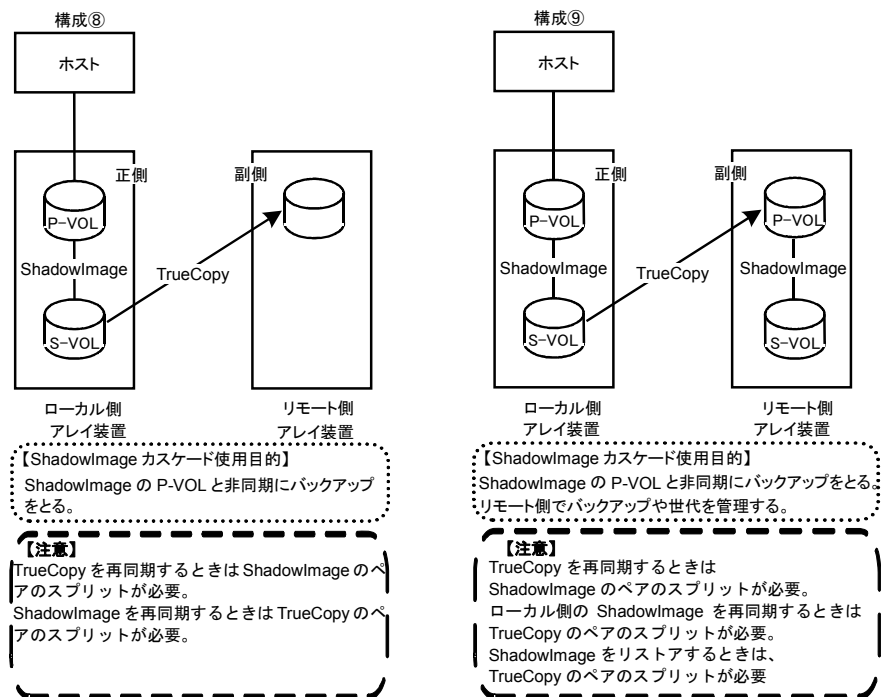 構成⑧
ホスト
正側
副側
P-VOL
ShadowImage
TrueCopy
S-VOL
ローカル側
アレイ装置
リモート側
アレイ装置
【ShadowImage カスケード使用目的】
ShadowImage の P-VOL と非同期にバックアップ
をとる。
【注意】
TrueCopy を再同期するときは ShadowImage のペ
アのスプリットが必要。
ShadowImage を再同期するときは TrueCopy のペ
アのスプリットが必要。
構成⑨
ホスト
正側
副側
P-VOL
P-VOL
ShadowImage
TrueCopy
ShadowImage
S-VOL
S-VOL
ローカル側
アレイ装置
リモート側
アレイ装置
【ShadowImage カスケード使用目的】
ShadowImage の P-VOL と非同期にバックアップをとる。
リモート側でバックアップや世代を管理する。
【注意】
TrueCopy を再同期するときは
ShadowImage のペアのスプリットが必要。
ローカル側の ShadowImage を再同期するときは
TrueCopy のペアのスプリットが必要。
ShadowImage をリストアするときは、
TrueCopy のペアのスプリットが必要